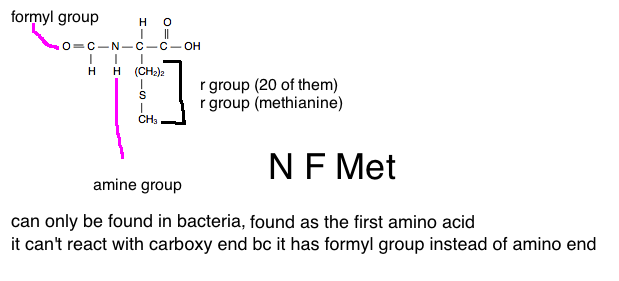 formyl group
H O
O = C — N — C — C — OH
H H (CH₂)₂
S
CH₃
r group (20 of them)
r group (methianine)
amine group
N F Met
can only be found in bacteria, found as the first amino acid
it can't react with carboxy end bc it has formyl group instead of amino end